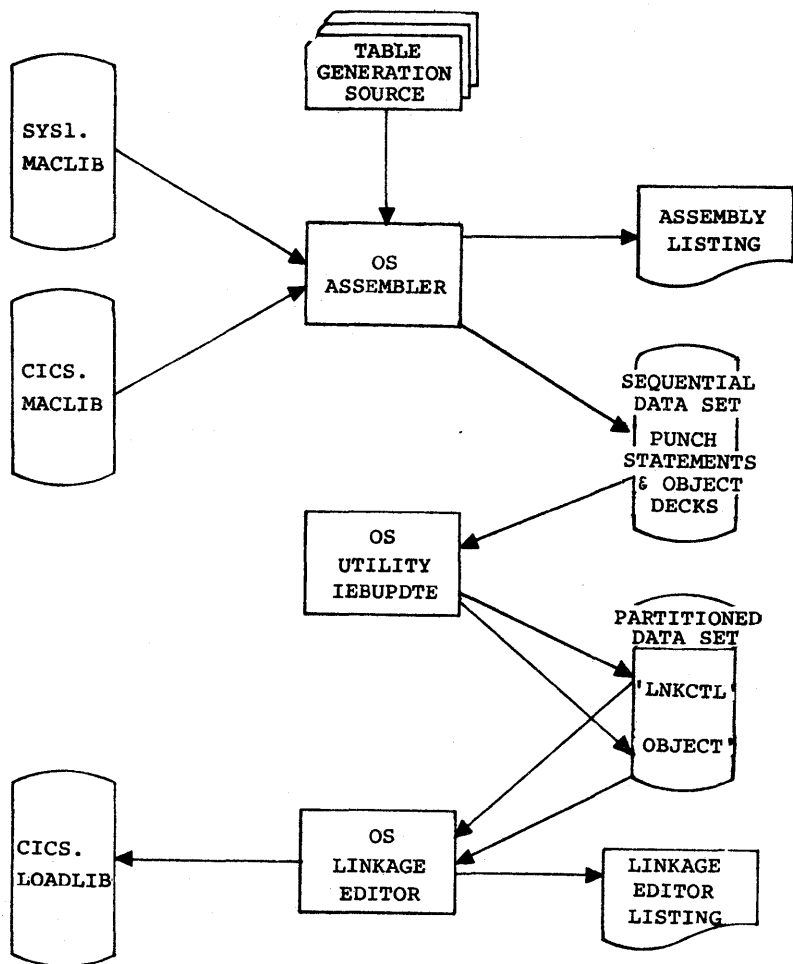 TABLE
GENERATION
SOURCE
SYS1.
MACLIB
OS
ASSEMBLER
ASSEMBLY
LISTING
CICS.
MACLIB
SEQUENTIAL
DATA SET
PUNCH
STATEMENTS
& OBJECT
DECKS
OS
UTILITY
IEBUPDTE
PARTITIONED
DATA SET
'LNKCTL'
OBJECT'
CICS.
LOADLIB
OS
LINKAGE
EDITOR
LINKAGE
EDITOR
LISTING